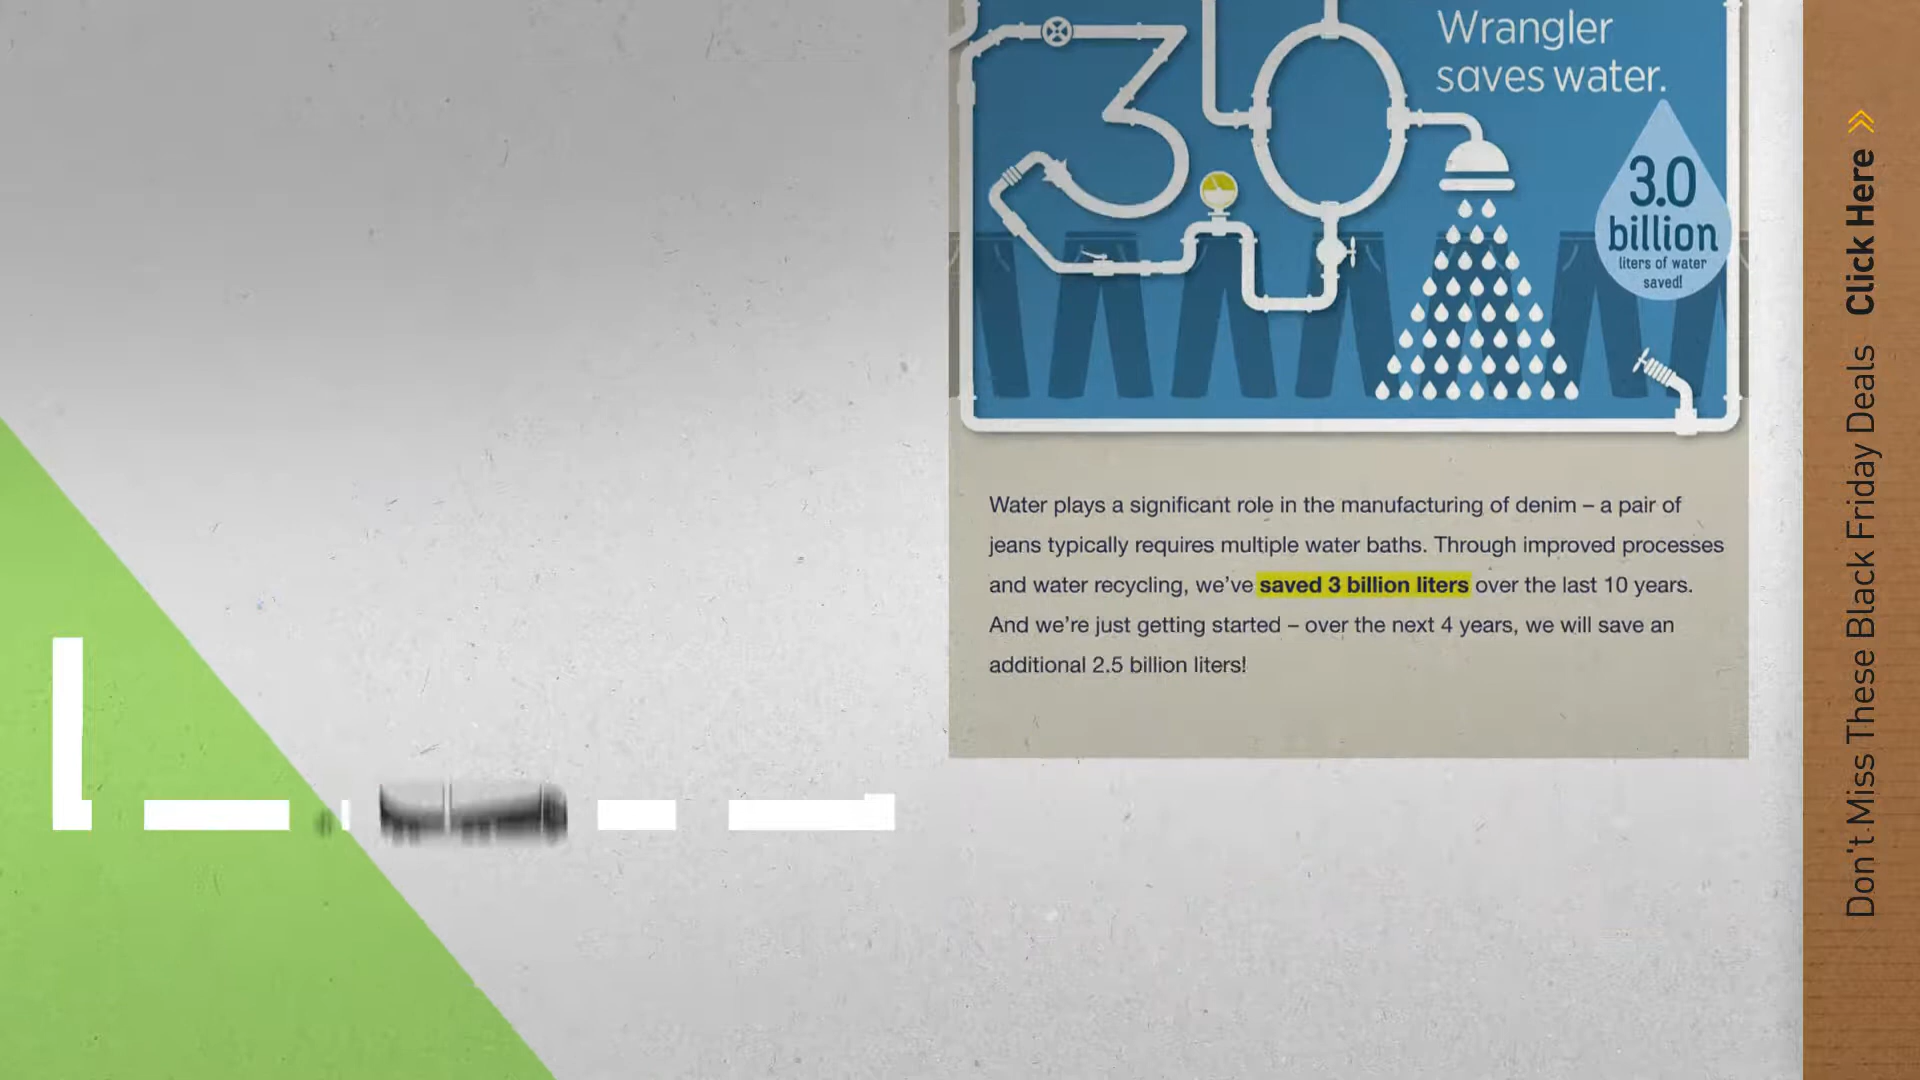 3.0
Wrangler
saves water.
3.0
billion
liters of water
saved!
Water plays a significant role in the manufacturing of denim – a pair of
jeans typically requires multiple water baths. Through improved processes
and water recycling, we've saved 3 billion liters over the last 10 years.
And we're just getting started – over the next 4 years, we will save an
additional 2.5 billion liters!
Don't Miss These Black Friday Deals Click Here »